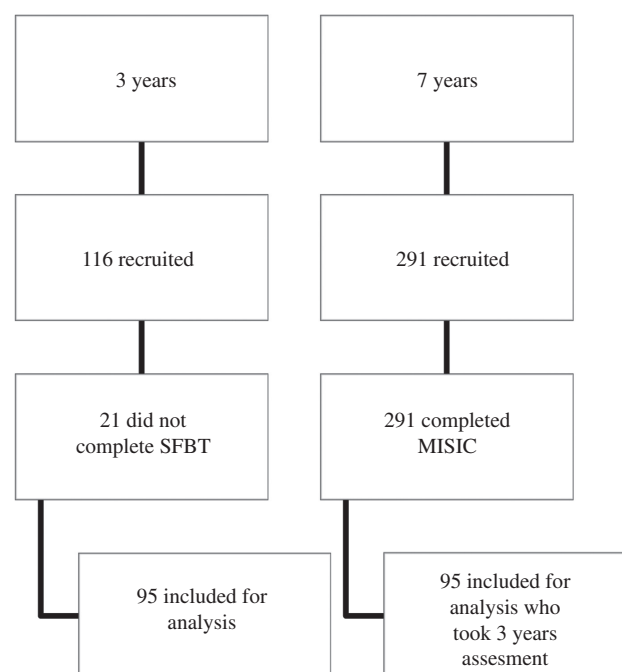 3 years
116 recruited
21 did not
complete SFBT
95 included for
analysis
7 years
291 recruited
291 completed
MISIC
95 included for
analysis who
took 3 years
assesment